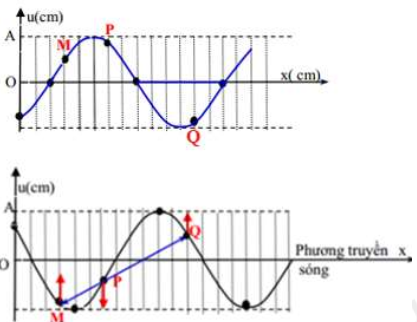 u(cm)
A
M
P
O
x( cm)
Q
u(cm)
A
Q
O
Phương truyền x
sóng
P
M